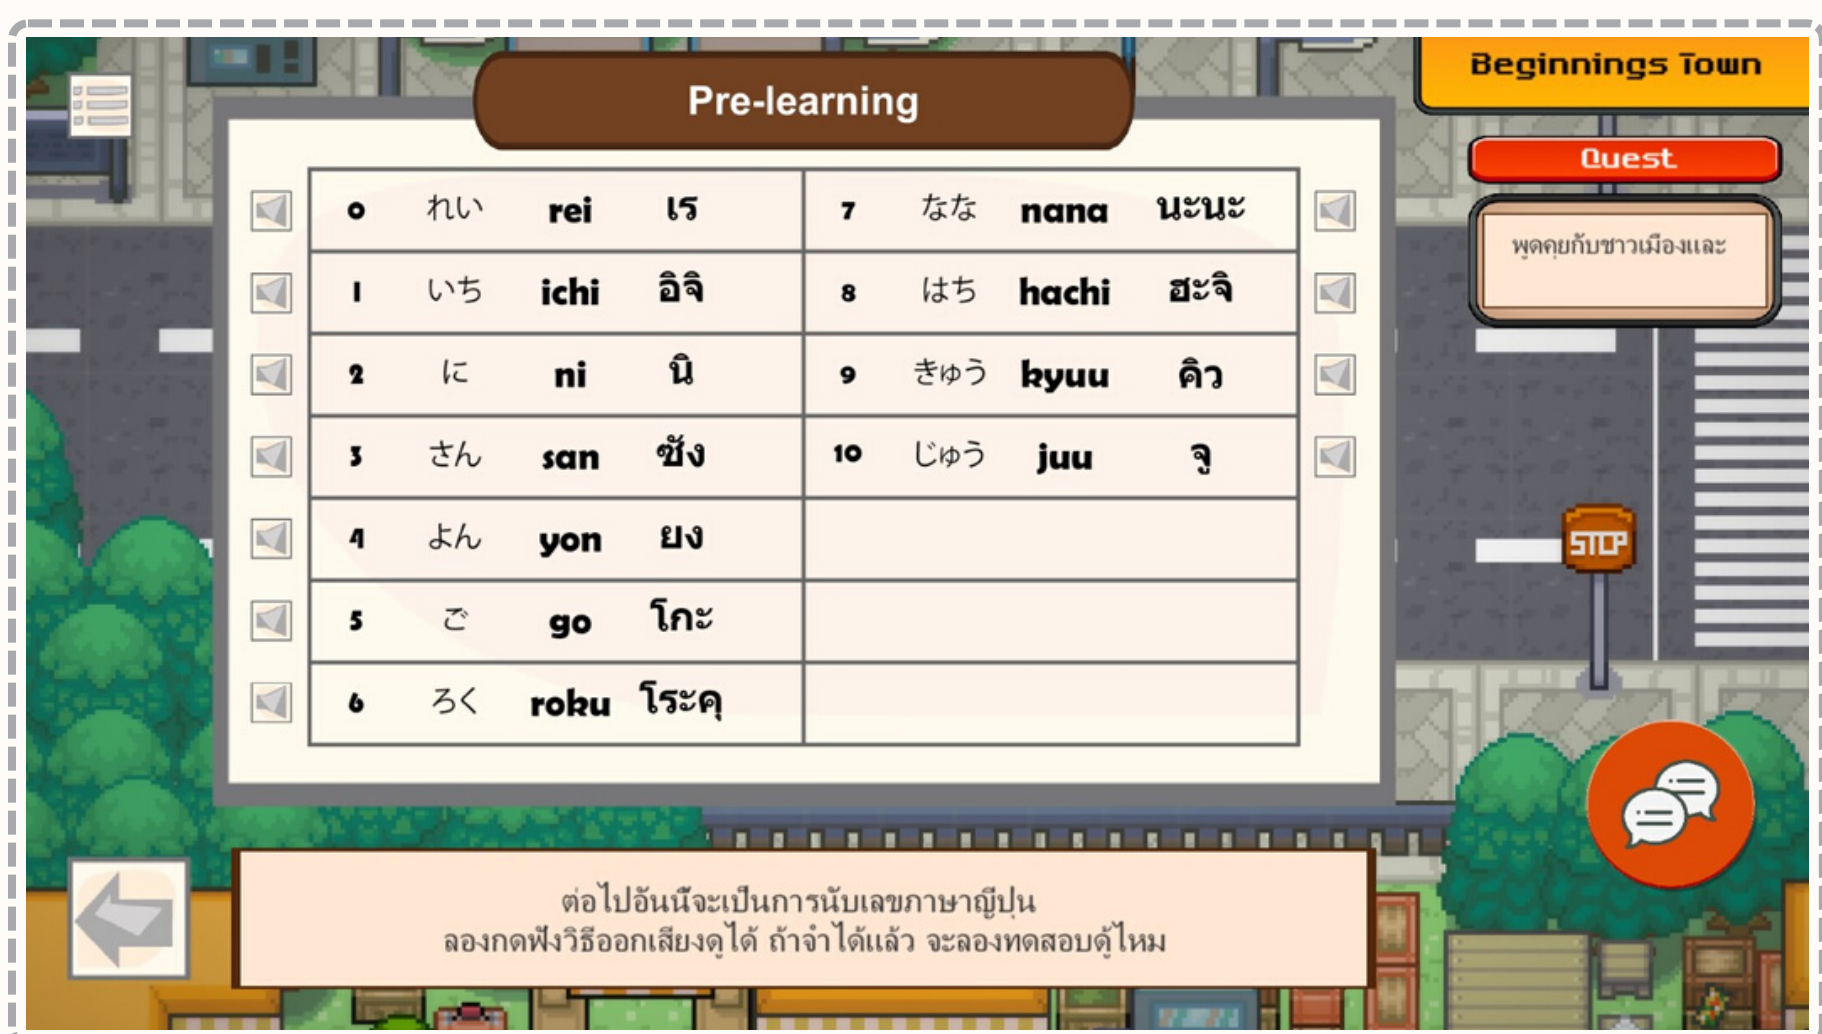 Pre-learning
Beginnings Town
Quest
พูดคุยกับชาวเมืองและ
0 れい rei เร
1 いち ichi อิจิ
2 に ni นิ
3 さん san ซัง
4 よん yon ยง
5 ご go โกะ
6 ろく roku โระคุ
7 なな nana นะนะ
8 はち hachi ฮะจิ
9 きゅう kyuu คิว
10 じゅう juu จู
STOP
ต่อไปอันนี้จะเป็นการนับเลขภาษาญี่ปุ่น
ลองกดฟังวิธีออกเสียงดูได้ ถ้าจำได้แล้ว จะลองทดสอบดู้ไหม